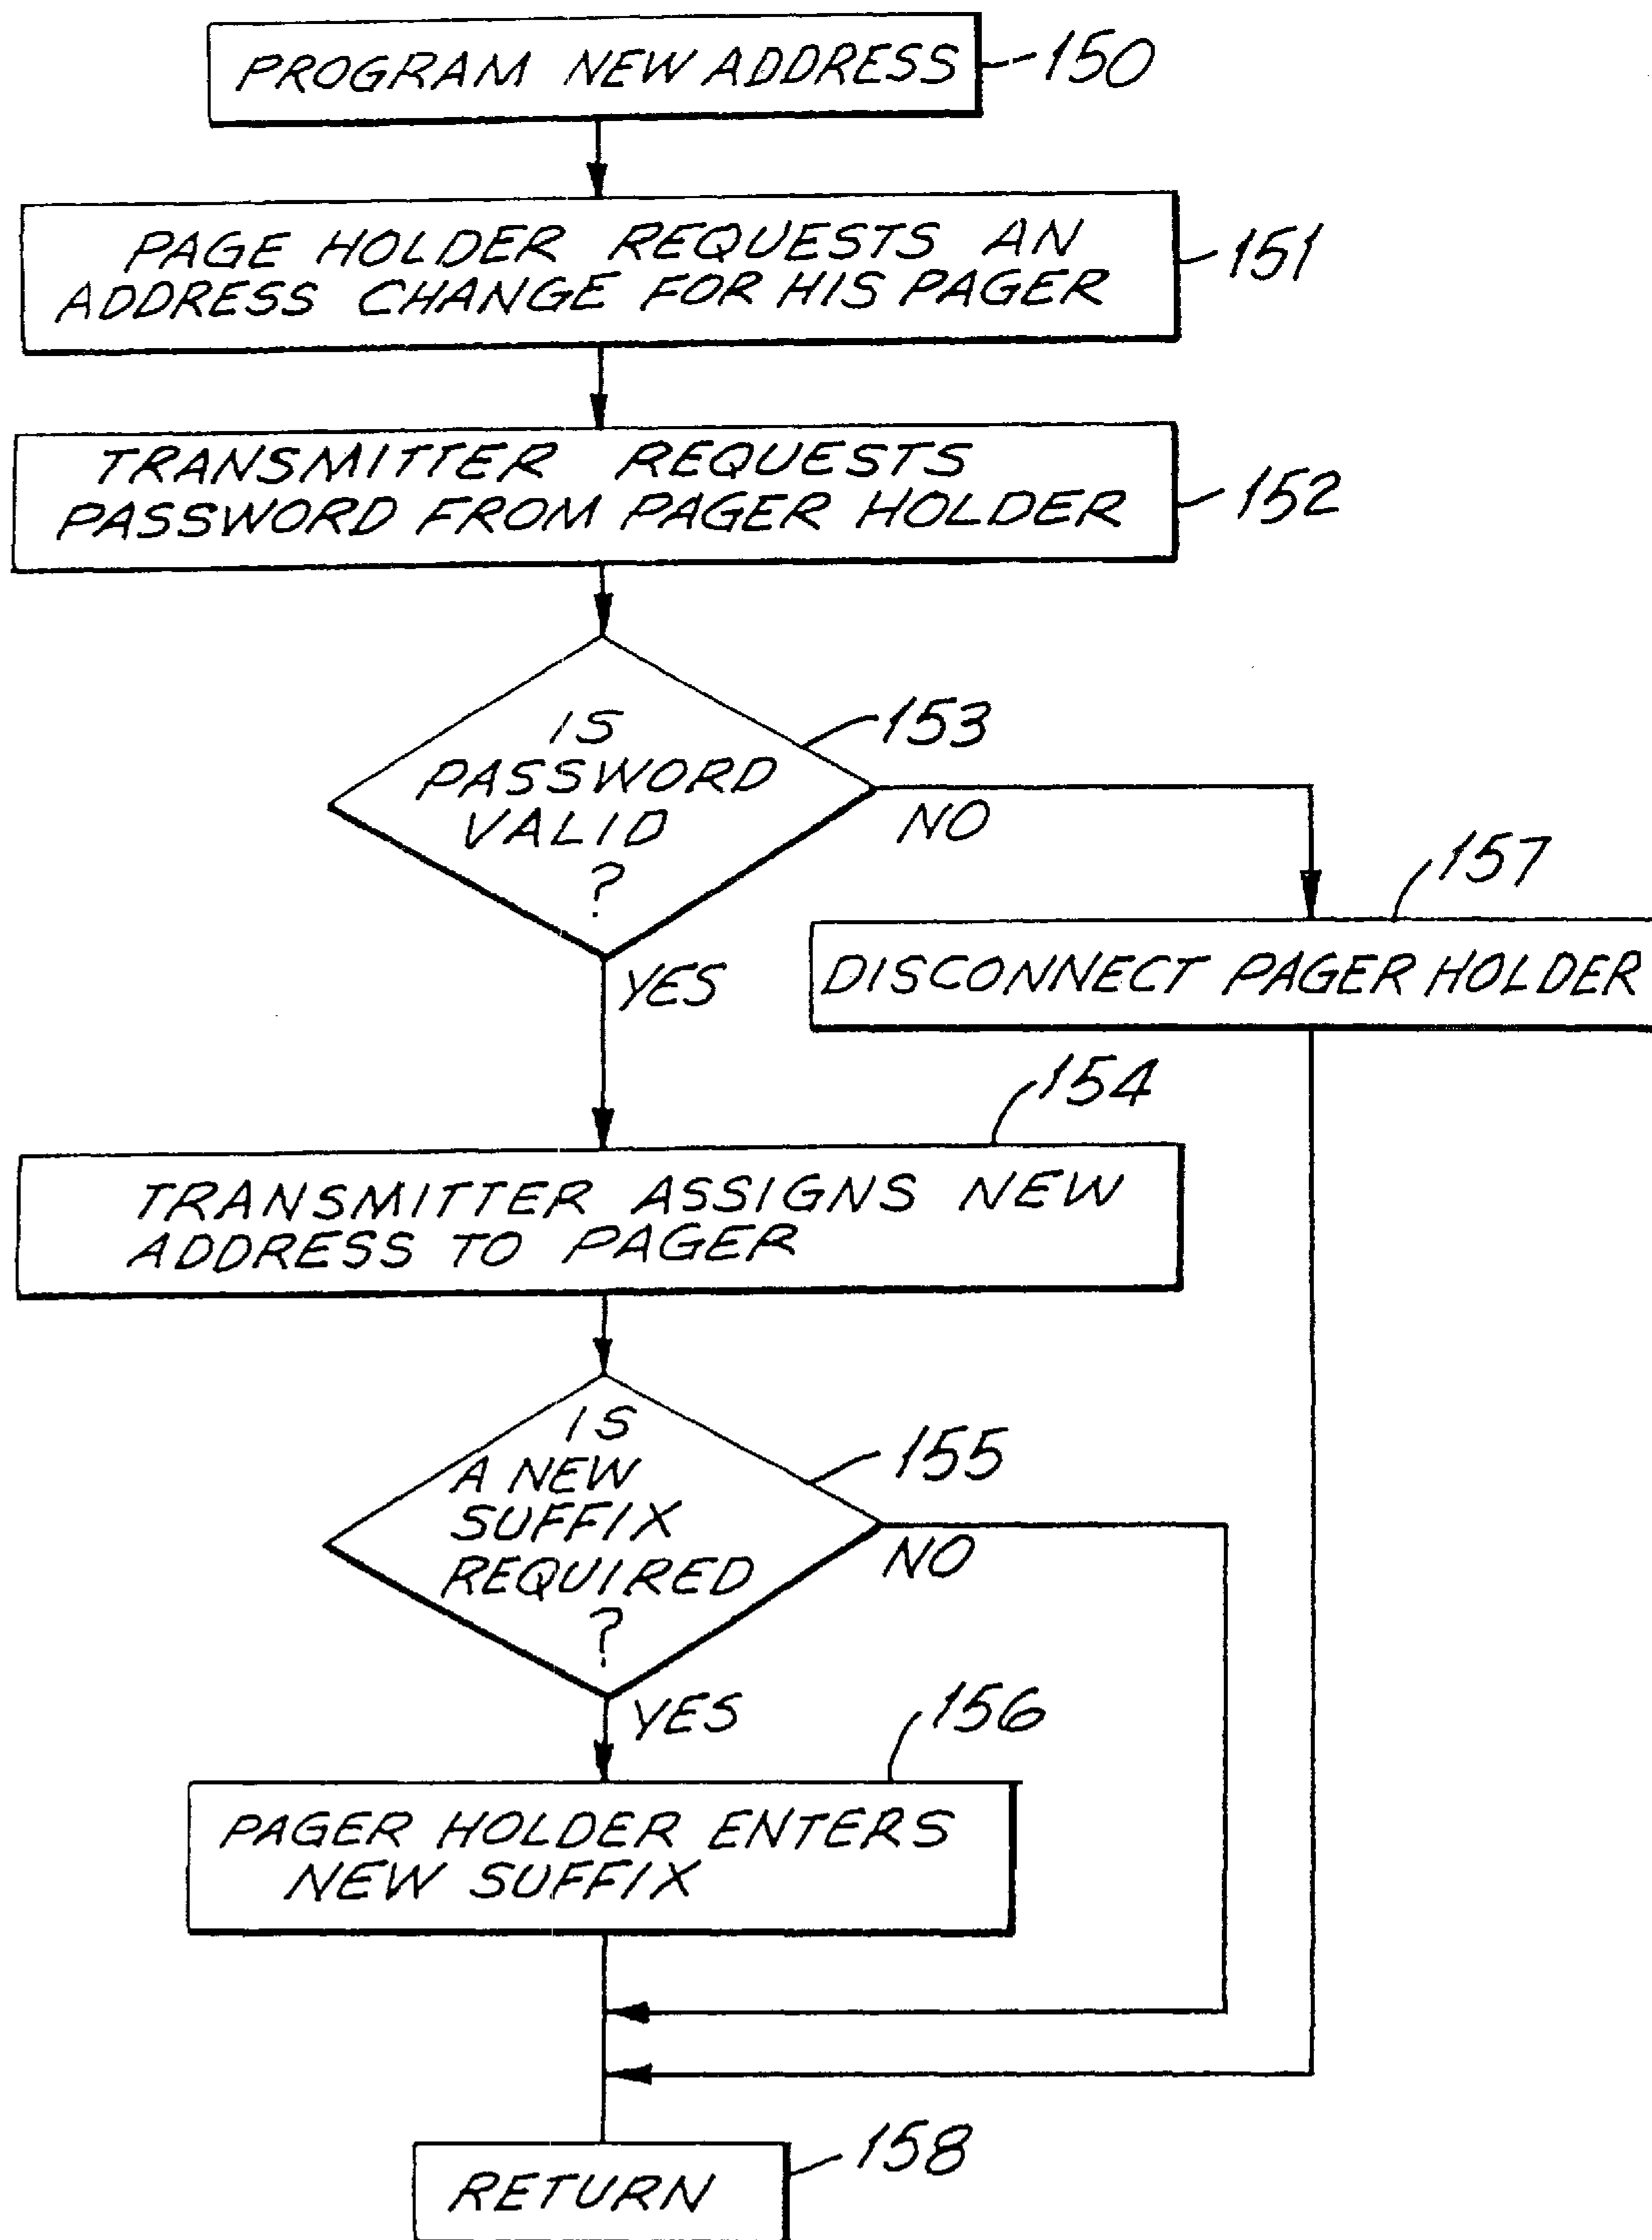 PROGRAM NEW ADDRESS
150
PAGE HOLDER REQUESTS AN
ADDRESS CHANGE FOR HIS PAGER
151
TRANSMITTER REQUESTS
PASSWORD FROM PAGER HOLDER
152
IS
PASSWORD
VALID
?
153
NO
YES
157
DISCONNECT PAGER HOLDER
154
TRANSMITTER ASSIGNS NEW
ADDRESS TO PAGER
IS
A NEW
SUFFIX
REQUIRED
?
155
NO
YES
156
PAGER HOLDER ENTERS
NEW SUFFIX
158
RETURN